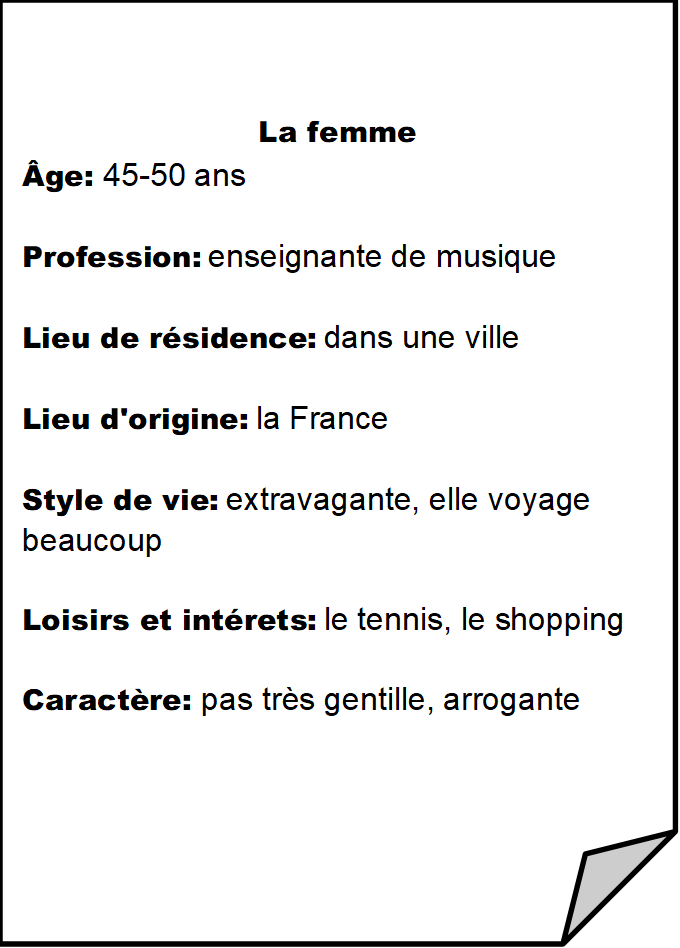 La femme
Âge: 45-50 ans
Profession: enseignante de musique
Lieu de résidence: dans une ville
Lieu d'origine: la France
Style de vie: extravagante, elle voyage
beaucoup
Loisirs et intérets: le tennis, le shopping
Caractère: pas très gentille, arrogante